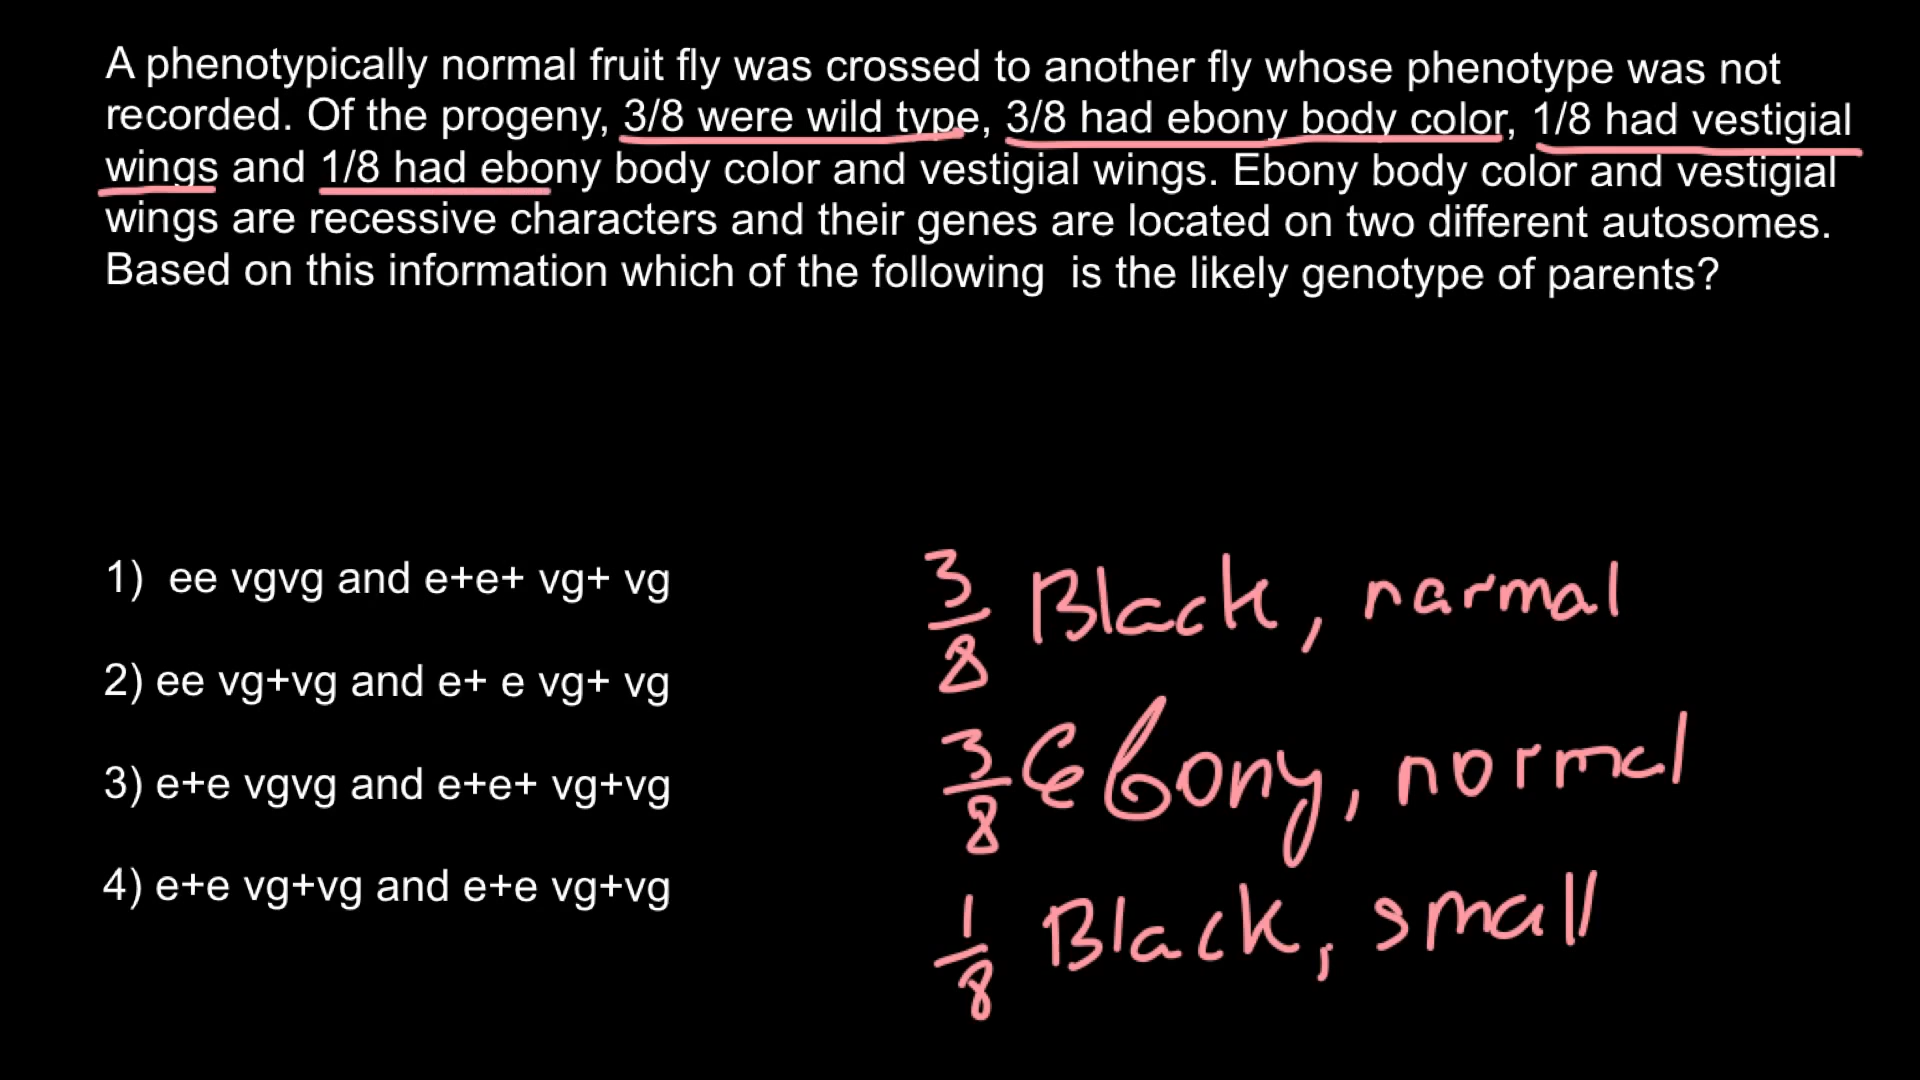 A phenotypically normal fruit fly was crossed to another fly whose phenotype was not
recorded. Of the progeny, 3/8 were wild type, 3/8 had ebony body color, 1/8 had vestigial
wings and 1/8 had ebony body color and vestigial wings. Ebony body color and vestigial
wings are recessive characters and their genes are located on two different autosomes.
Based on this information which of the following  is the likely genotype of parents?
1)  ee vgvg and e+e+ vg+ vg
2) ee vg+vg and e+ e vg+ vg
3) e+e vgvg and e+e+ vg+vg
4) e+e vg+vg and e+e vg+vg
3/8 Black, narmal
3/8 Ebony, normal
1/8 Black, small